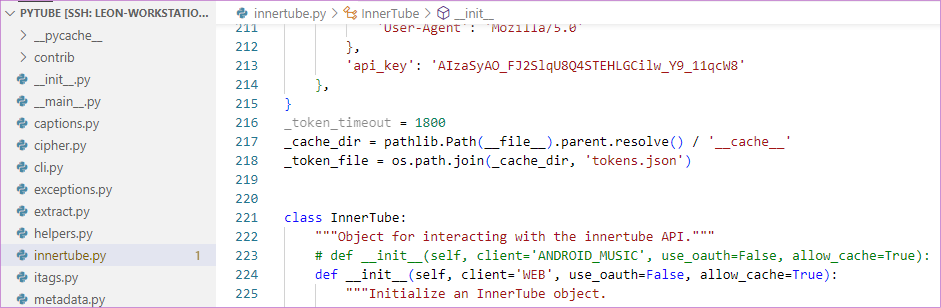 PYTUBE [SSH: LEON-WORKSTATIO...
__pycache__
contrib
__init__.py
__main__.py
captions.py
cipher.py
cli.py
exceptions.py
extract.py
helpers.py
innertube.py 1
itags.py
metadata.py
innertube.py > InnerTube > __init__
211 'User-Agent': 'Mozilla/5.0'
212 },
213 'api_key': 'AIzaSyAO_FJ2SlqU8Q4STEHLGCilw_Y9_11qcW8'
214 },
215 }
216 _token_timeout = 1800
217 _cache_dir = pathlib.Path(__file__).parent.resolve() / '__cache__'
218 _token_file = os.path.join(_cache_dir, 'tokens.json')
219
220
221 class InnerTube:
222 """Object for interacting with the innertube API."""
223 # def __init__(self, client='ANDROID_MUSIC', use_oauth=False, allow_cache=True):
224 def __init__(self, client='WEB', use_oauth=False, allow_cache=True):
225 """Initialize an InnerTube object.